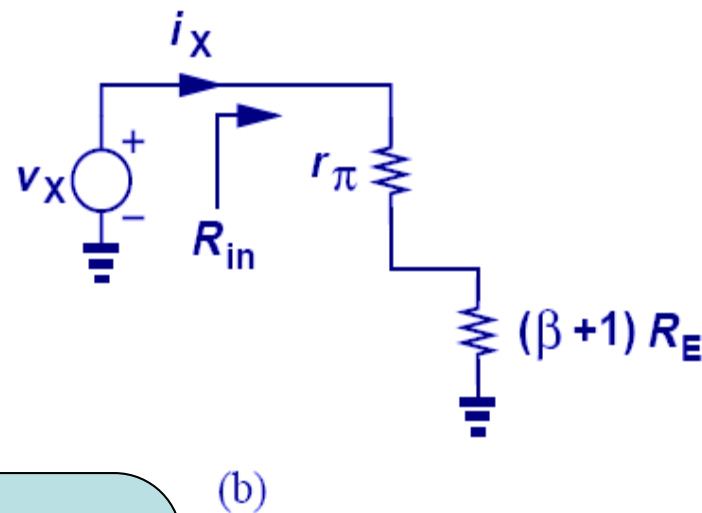 iX
+
vX
−
Rin
rπ
(β +1) RE
(b)